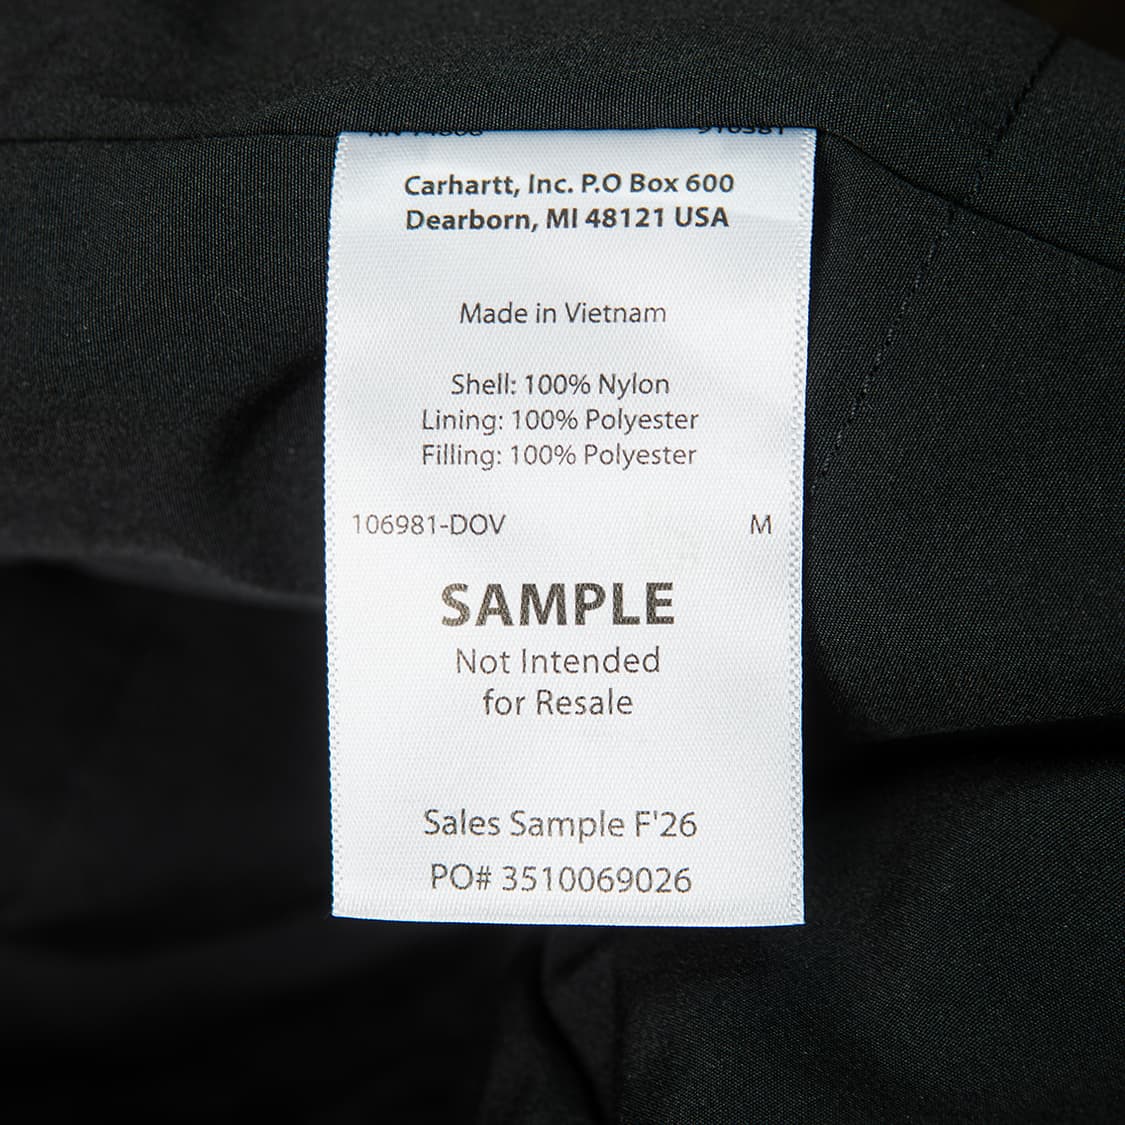 Carhartt, Inc. P.O Box 600
Dearborn, MI 48121 USA
Made in Vietnam
Shell: 100% Nylon
Lining: 100% Polyester
Filling: 100% Polyester
106981-DOV M
SAMPLE
Not Intended
for Resale
Sales Sample F'26
PO# 3510069026